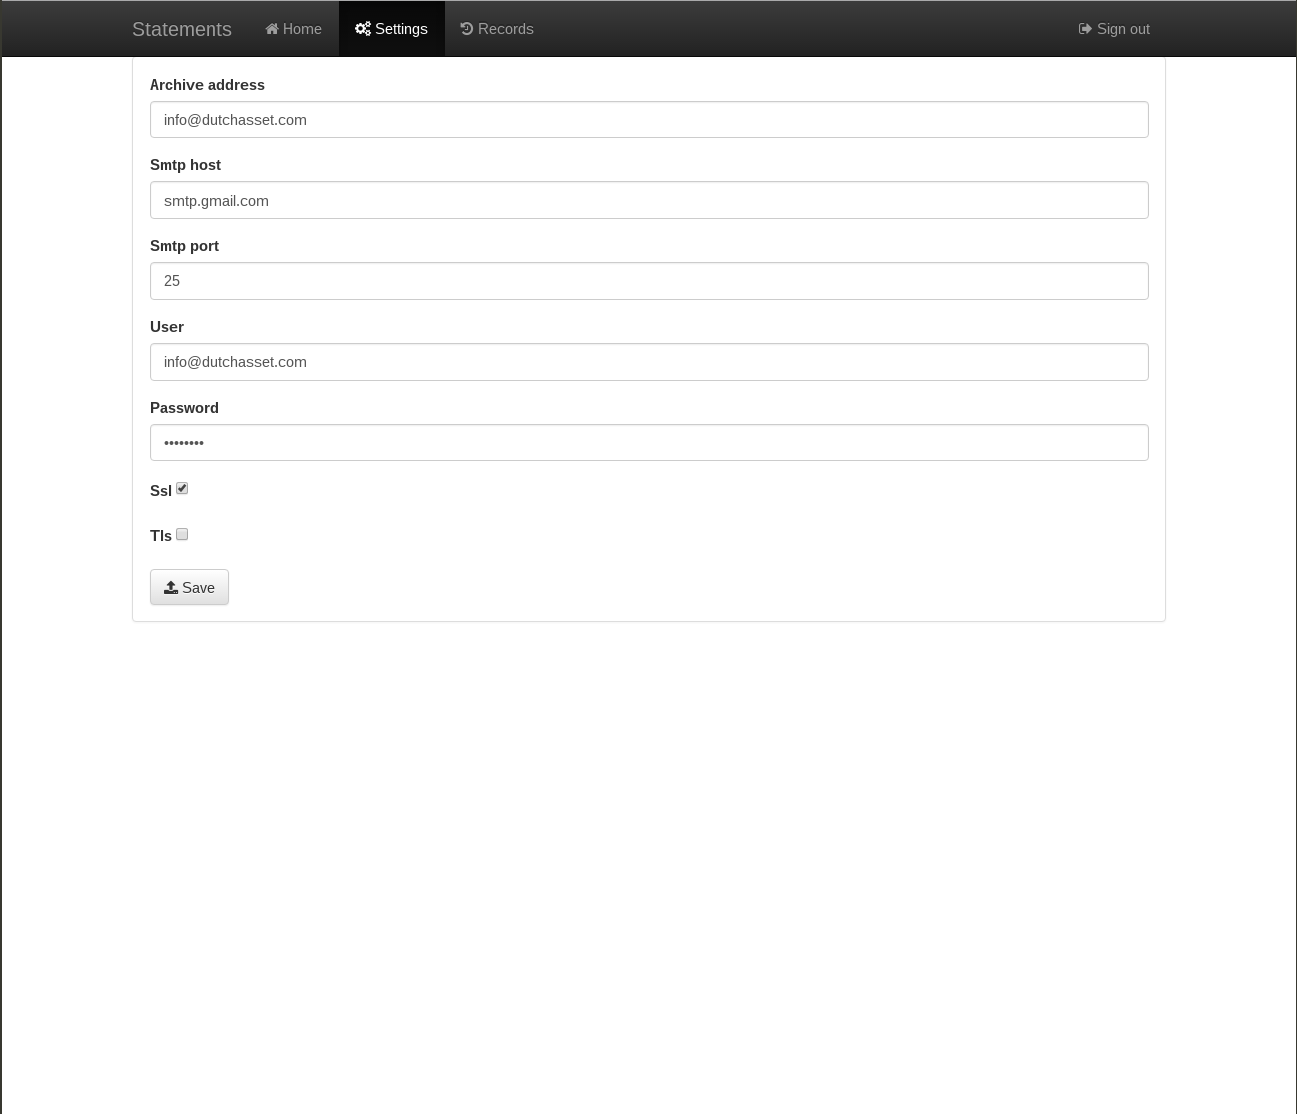 Statements Home Settings Records Sign out
Archive address
info@dutchasset.com
Smtp host
smtp.gmail.com
Smtp port
25
User
info@dutchasset.com
Password
••••••••
Ssl
Tls
Save